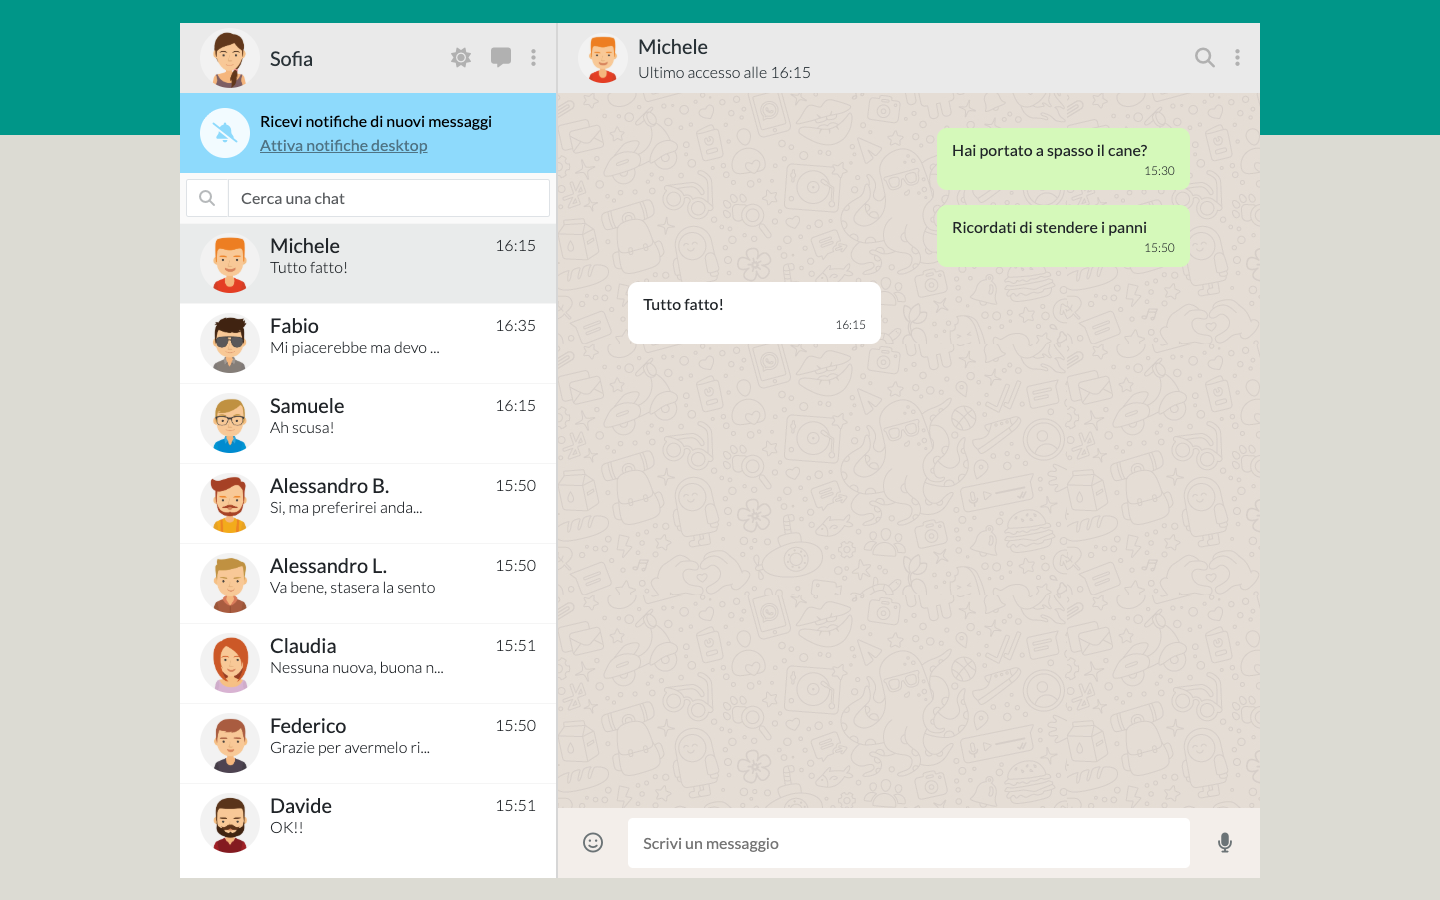 Sofia
Ricevi notifiche di nuovi messaggi
Attiva notifiche desktop
Cerca una chat
Michele 16:15
Tutto fatto!
Fabio 16:35
Mi piacerebbe ma devo ...
Samuele 16:15
Ah scusa!
Alessandro B. 15:50
Si, ma preferirei anda...
Alessandro L. 15:50
Va bene, stasera la sento
Claudia 15:51
Nessuna nuova, buona n...
Federico 15:50
Grazie per avermelo ri...
Davide 15:51
OK!!
Michele
Ultimo accesso alle 16:15
Hai portato a spasso il cane?
15:30
Ricordati di stendere i panni
15:50
Tutto fatto!
16:15
Scrivi un messaggio